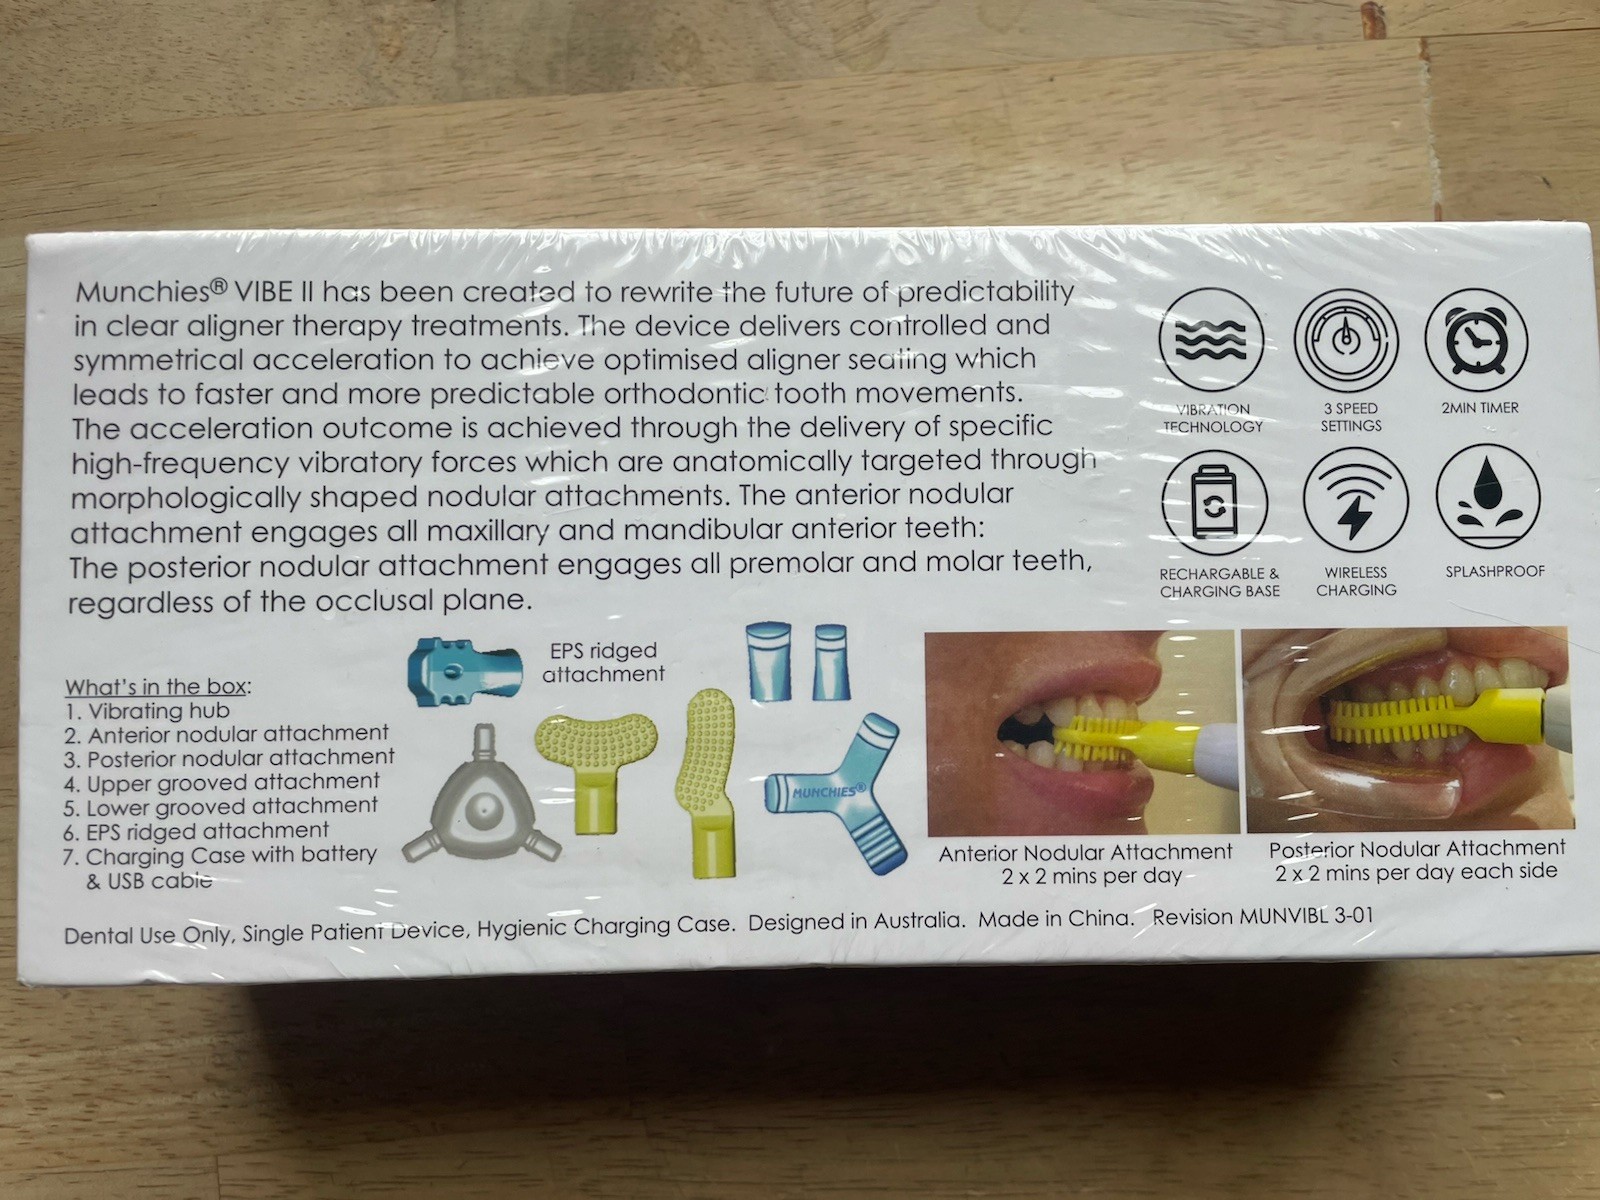 Munchies® VIBE II has been created to rewrite the future of predictability
in clear aligner therapy treatments. The device delivers controlled and
symmetrical acceleration to achieve optimised aligner seating which
leads to faster and more predictable orthodontic tooth movements.
The acceleration outcome is achieved through the delivery of specific
high-frequency vibratory forces which are anatomically targeted through
morphologically shaped nodular attachments. The anterior nodular
attachment engages all maxillary and mandibular anterior teeth:
The posterior nodular attachment engages all premolar and molar teeth,
regardless of the occlusal plane.
VIBRATION
TECHNOLOGY
3 SPEED
SETTINGS
2MIN TIMER
RECHARGABLE &
CHARGING BASE
WIRELESS
CHARGING
SPLASHPROOF
What's in the box:
1. Vibrating hub
2. Anterior nodular attachment
3. Posterior nodular attachment
4. Upper grooved attachment
5. Lower grooved attachment
6. EPS ridged attachment
7. Charging Case with battery
& USB cable
EPS ridged
attachment
MUNCHIES®
Anterior Nodular Attachment
2 x 2 mins per day
Posterior Nodular Attachment
2 x 2 mins per day each side
Dental Use Only, Single Patient Device, Hygienic Charging Case. Designed in Australia. Made in China. Revision MUNVIBL 3-01